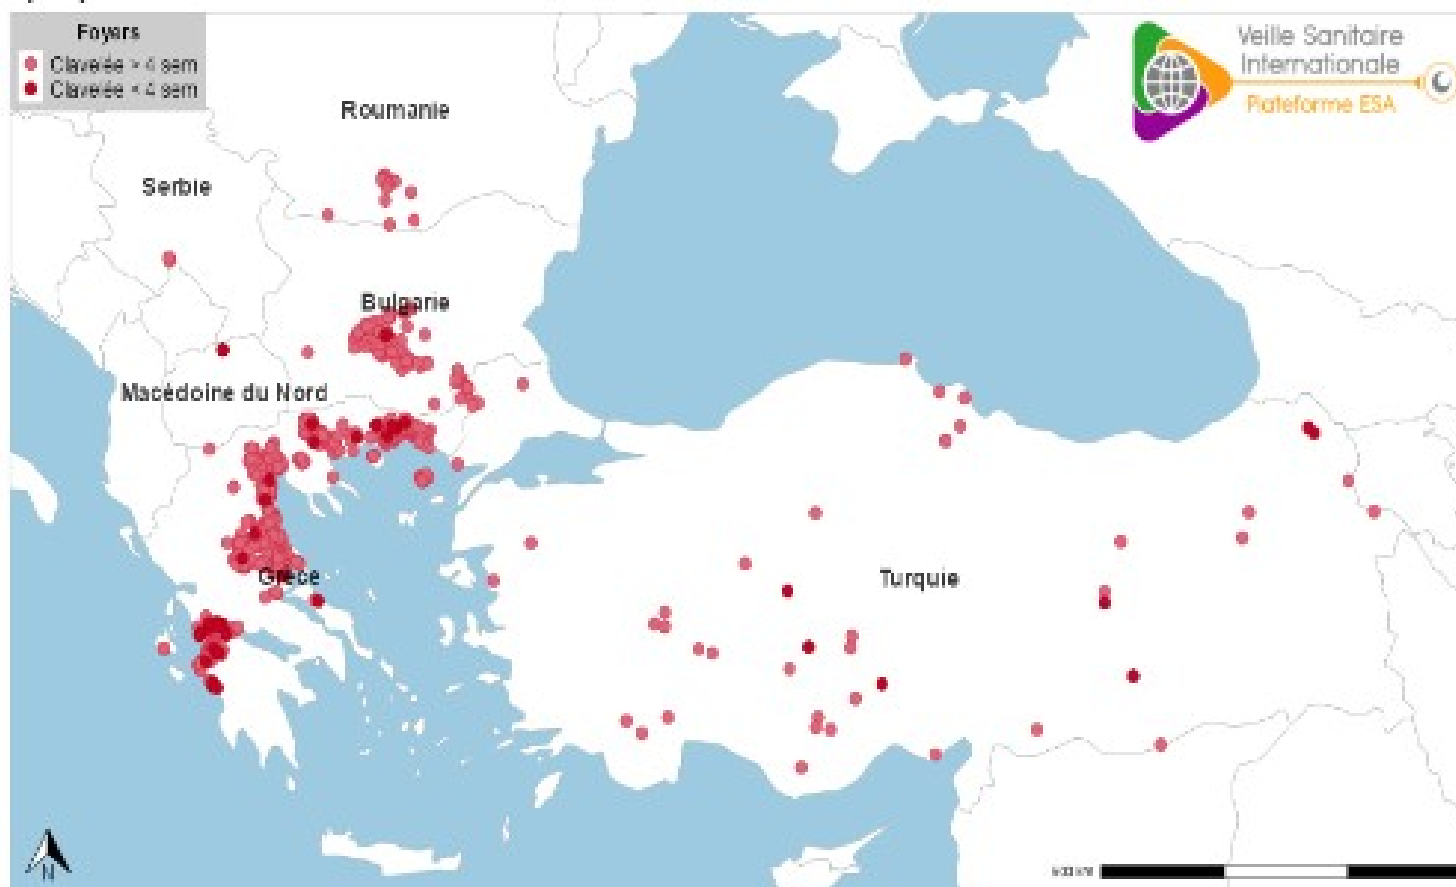 Foyers
Clavelée > 4 sem
Clavelée < 4 sem
Veille Sanitaire
Internationale
Plateforme ESA
Roumanie
Serbie
Bulgarie
Macédoine du Nord
Grèce
Turquie
N